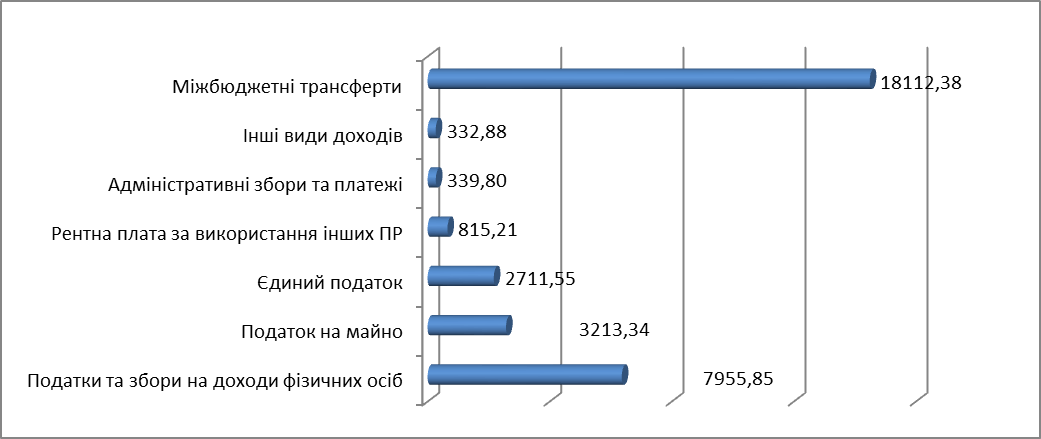 Міжбюджетні трансферти 18112,38
Інші види доходів 332,88
Адміністративні збори та платежі 339,80
Рентна плата за використання інших ПР 815,21
Єдиний податок 2711,55
Податок на майно 3213,34
Податки та збори на доходи фізичних осіб 7955,85